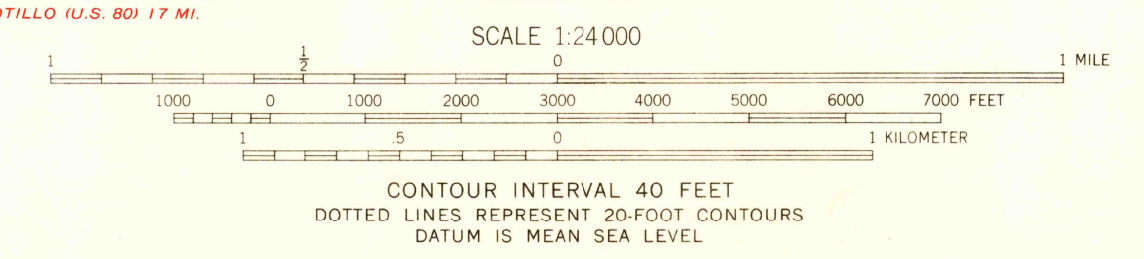 (U.S. 80) 17 MI.
SCALE 1:24 000
1 1/2 0 1 MILE
1000 0 1000 2000 3000 4000 5000 6000 7000 FEET
1 .5 0 1 KILOMETER
CONTOUR INTERVAL 40 FEET
DOTTED LINES REPRESENT 20-FOOT CONTOURS
DATUM IS MEAN SEA LEVEL